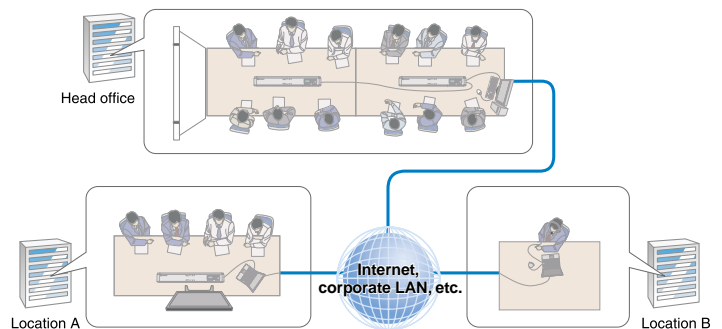 Head office
Internet,
corporate LAN, etc.
Location A
Location B